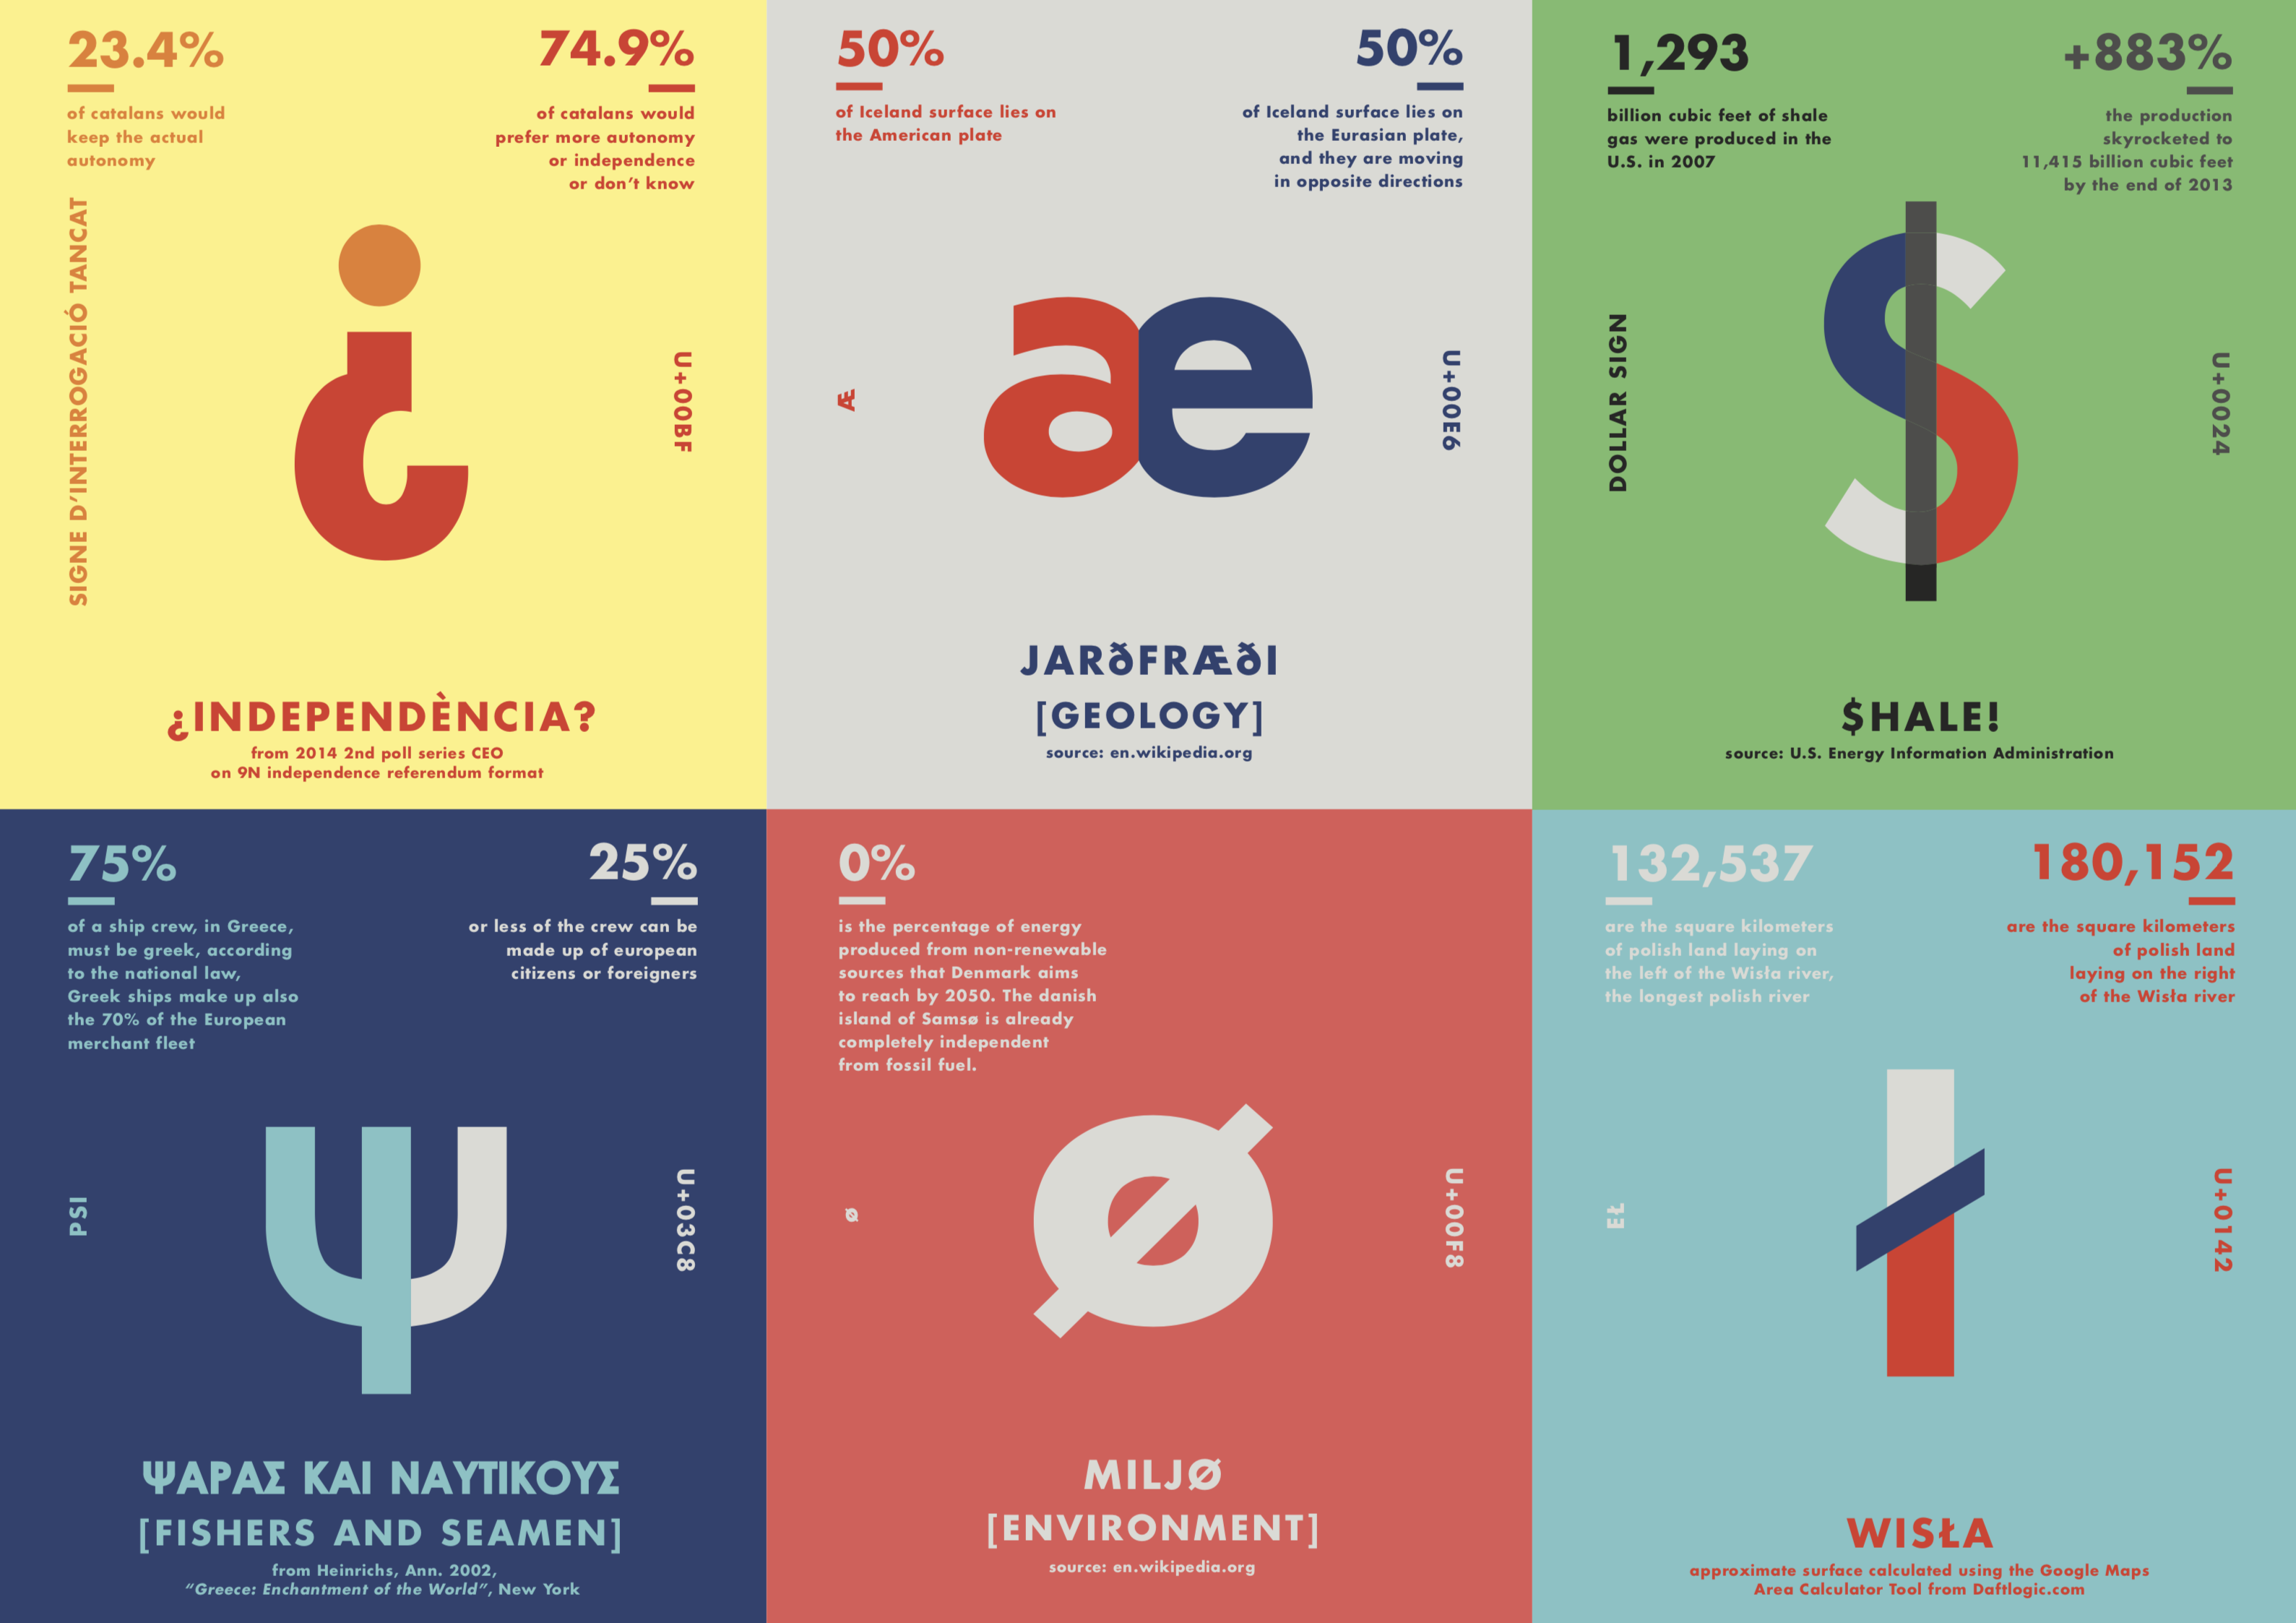 23.4%
of catalans would
keep the actual
autonomy
74.9%
of catalans would
prefer more autonomy
or independence
or don't know
SIGNE D'INTERROGACIÓ TANCAT
¿
U+00BF
¿INDEPENDÈNCIA?
from 2014 2nd poll series CEO
on 9N independence referendum format
50%
of Iceland surface lies on
the American plate
50%
of Iceland surface lies on
the Eurasian plate,
and they are moving
in opposite directions
Æ
æ
U+00E6
JARðFRÆðI
[GEOLOGY]
source: en.wikipedia.org
1,293
billion cubic feet of shale
gas were produced in the
U.S. in 2007
+883%
the production
skyrocketed to
11,415 billion cubic feet
by the end of 2013
DOLLAR SIGN
$
U+0024
$HALE!
source: U.S. Energy Information Administration
75%
of a ship crew, in Greece,
must be greek, according
to the national law,
Greek ships make up also
the 70% of the European
merchant fleet
25%
or less of the crew can be
made up of european
citizens or foreigners
PSI
ψ
U+03C8
ΨΑΡΑΣ ΚΑΙ ΝΑΥΤΙΚΟΥΣ
[FISHERS AND SEAMEN]
from Heinrichs, Ann. 2002,
“Greece: Enchantment of the World”, New York
0%
is the percentage of energy
produced from non-renewable
sources that Denmark aims
to reach by 2050. The danish
island of Samsø is already
completely independent
from fossil fuel.
Ø
ø
U+00F8
MILJØ
[ENVIRONMENT]
source: en.wikipedia.org
132,537
are the square kilometers
of polish land laying on
the left of the Wisła river,
the longest polish river
180,152
are the square kilometers
of polish land
laying on the right
of the Wisła river
EŁ
ł
U+0142
WISŁA
approximate surface calculated using the Google Maps
Area Calculator Tool from Daftlogic.com